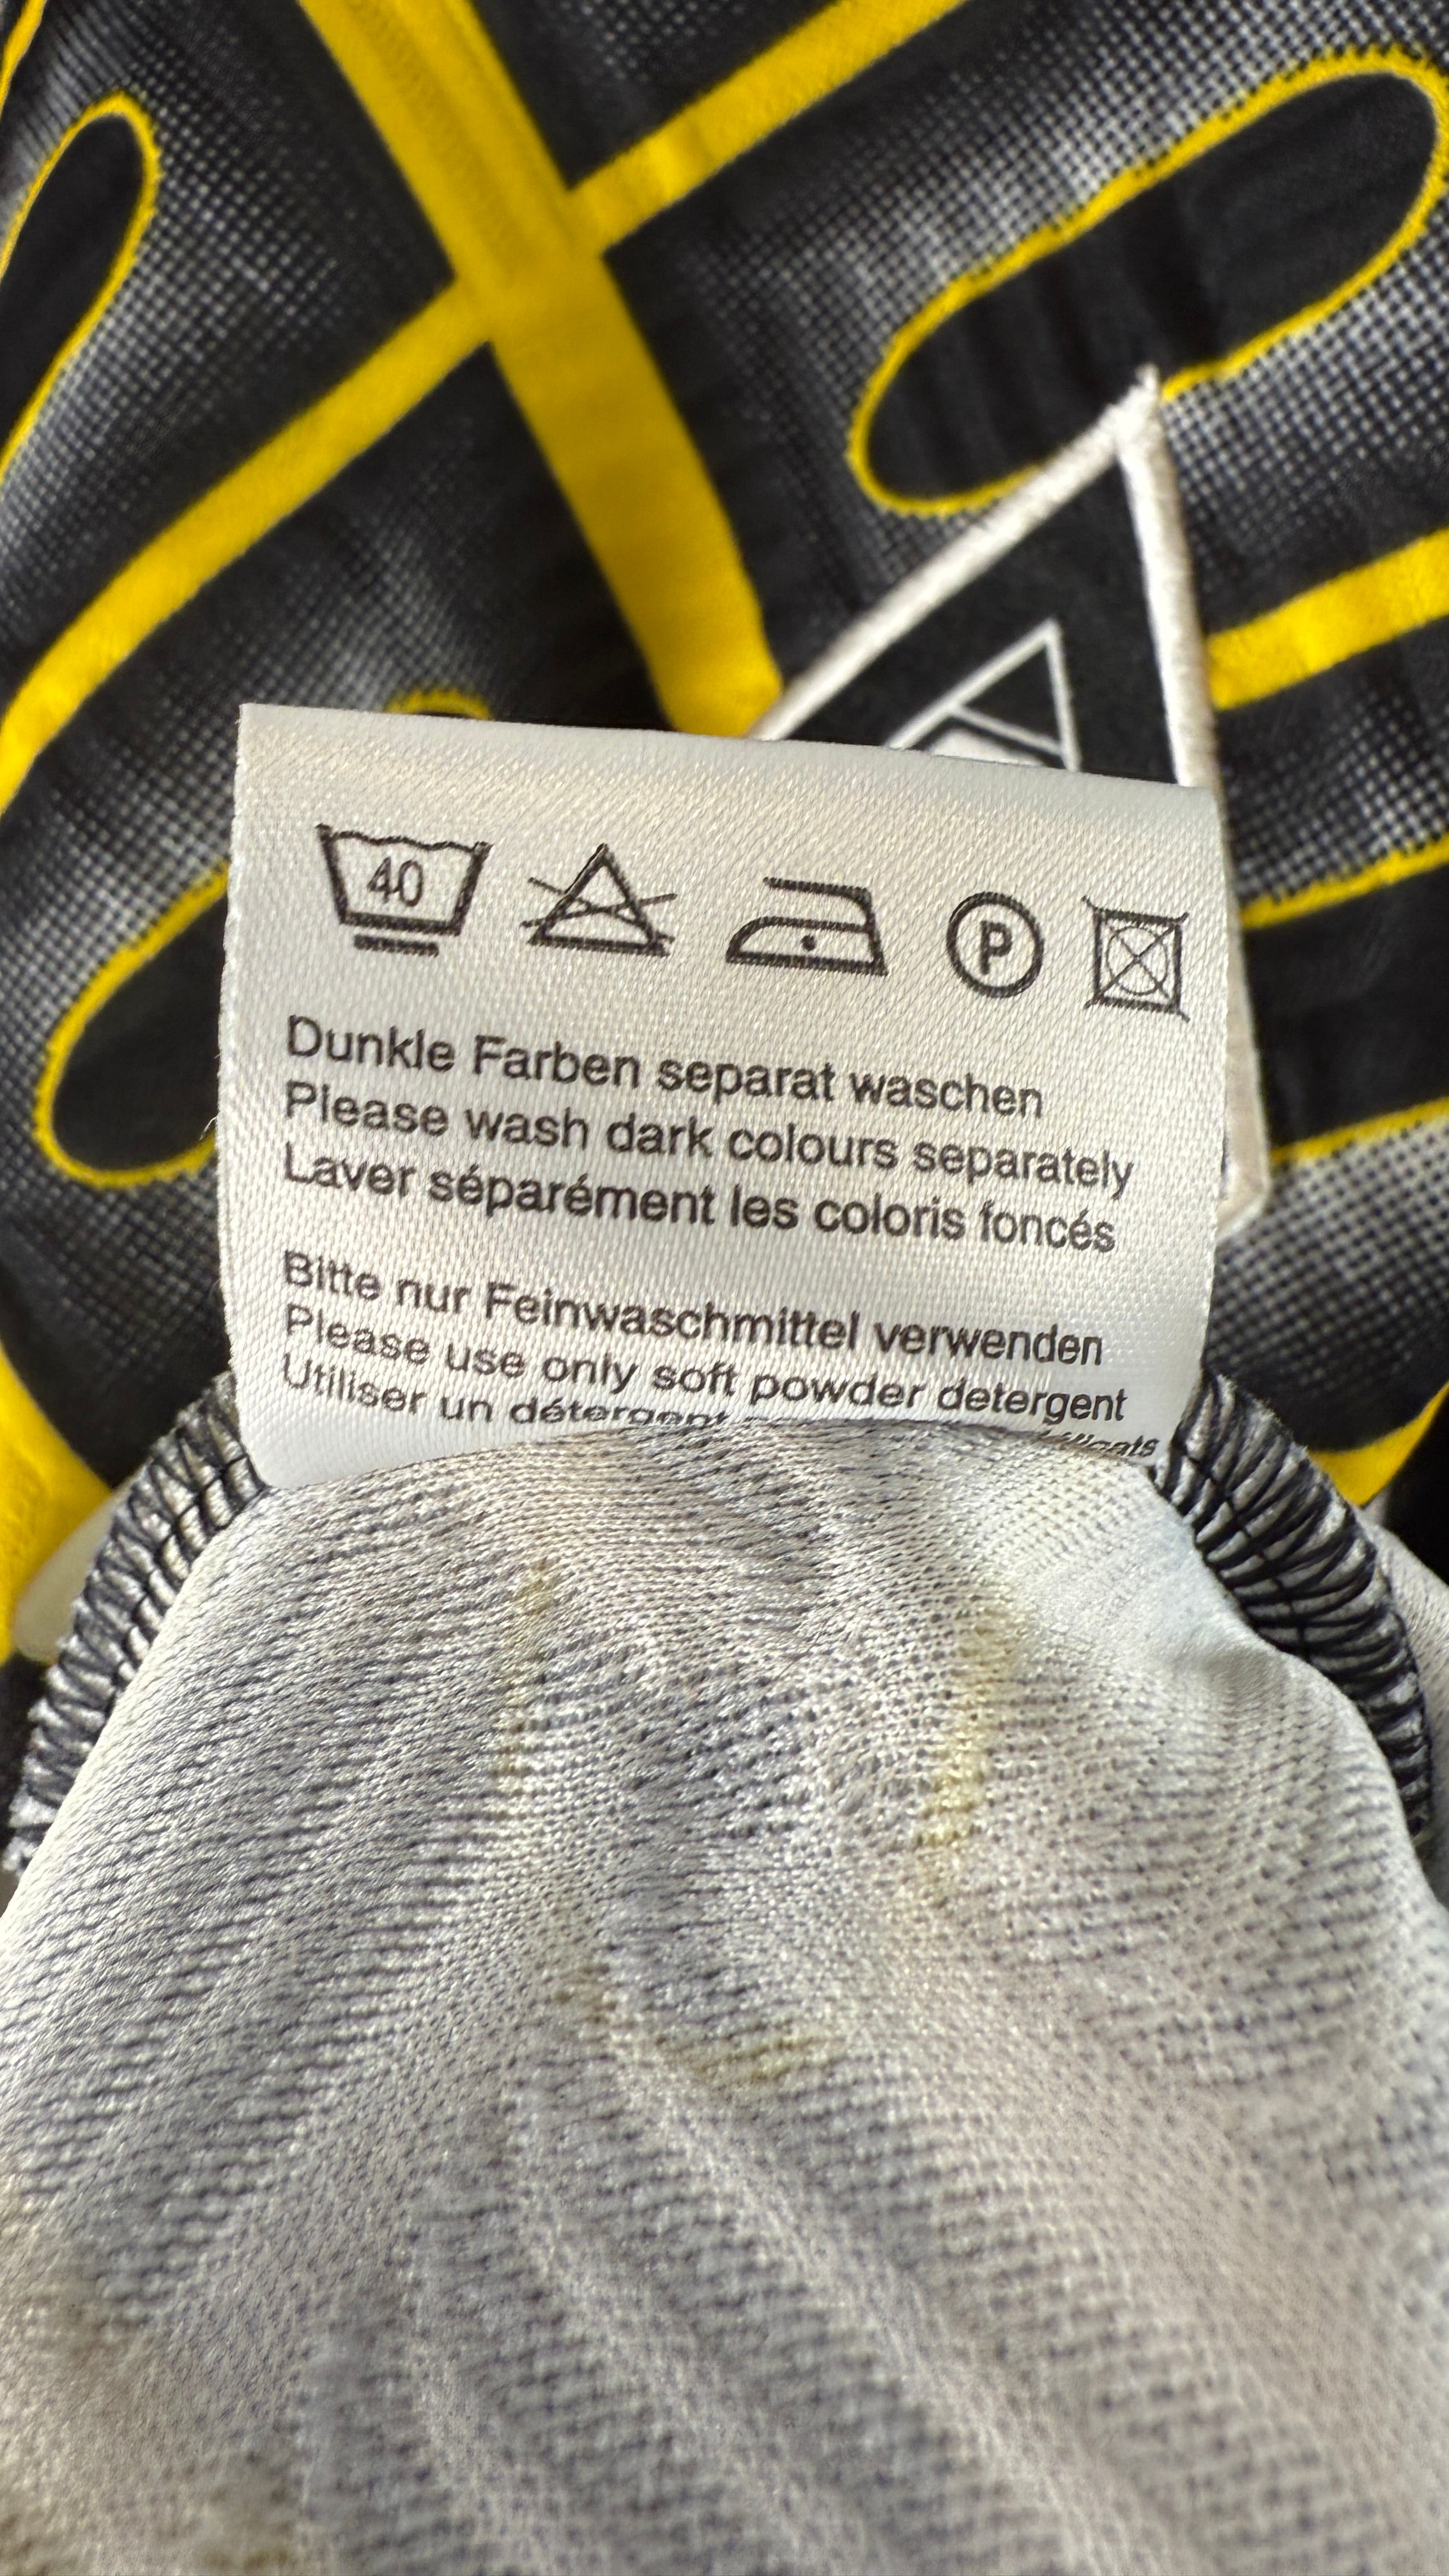 40
P
Dunkle Farben separat waschen
Please wash dark colours separately
Laver séparément les coloris foncés
Bitte nur Feinwaschmittel verwenden
Please use only soft powder detergent
Utiliser un détergent